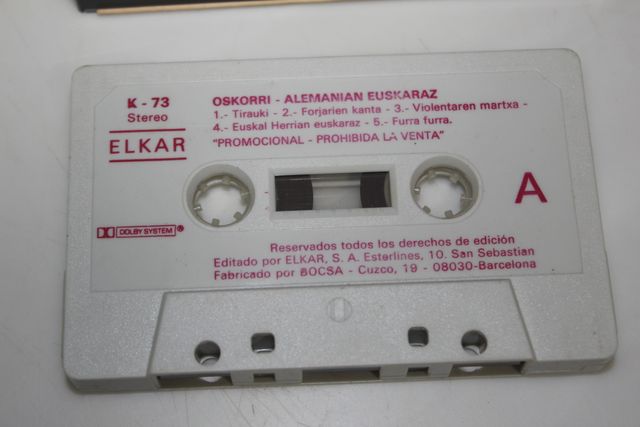 K - 73
Stereo
ELKAR
OSKORRI - ALEMANIAN EUSKARAZ
1.- Tirauki - 2.- Forjarien kanta - 3.- Violentaren martxa -
4.- Euskal Herrian euskaraz - 5.- Furra furra.
"PROMOCIONAL - PROHIBIDA LA VENTA"
A
DOLBY SYSTEM ®
Reservados todos los derechos de edición
Editado por ELKAR, S. A. Esterlines, 10. San Sebastian
Fabricado por BOCSA - Cuzco, 19 - 08030-Barcelona